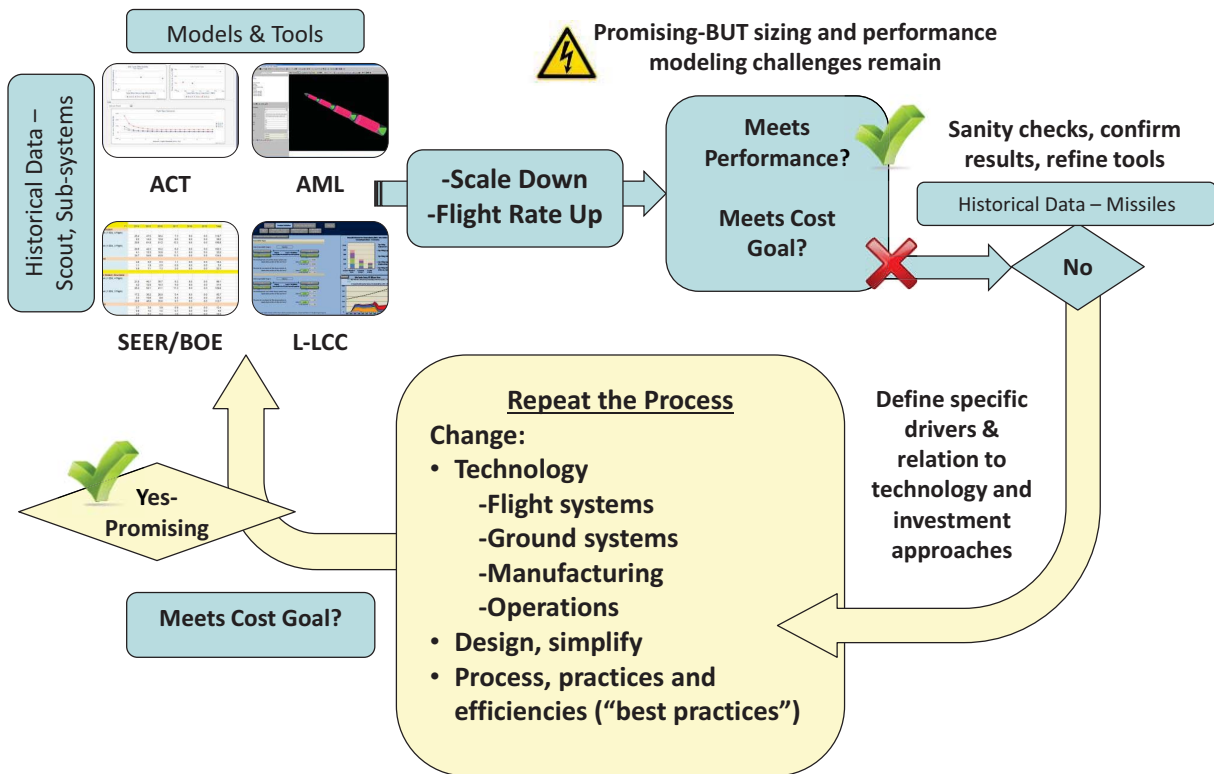 Models & Tools
Historical Data –
Scout, Sub-systems
ACT
AML
SEER/BOE
L-LCC
-Scale Down
-Flight Rate Up
Promising-BUT sizing and performance
modeling challenges remain
Meets
Performance?
Meets Cost
Goal?
Sanity checks, confirm
results, refine tools
Historical Data – Missiles
No
Define specific
drivers &
relation to
technology and
investment
approaches
Repeat the Process
Change:
• Technology
-Flight systems
-Ground systems
-Manufacturing
-Operations
• Design, simplify
• Process, practices and
efficiencies (“best practices”)
Yes-
Promising
Meets Cost Goal?